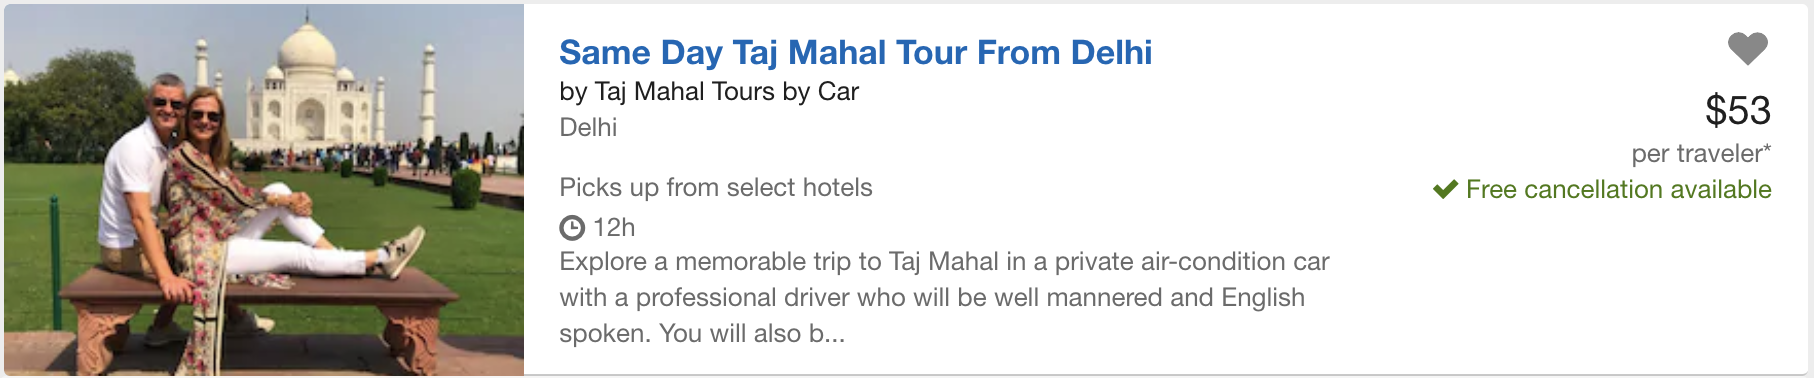 Same Day Taj Mahal Tour From Delhi
by Taj Mahal Tours by Car
Delhi
Picks up from select hotels
12h
Explore a memorable trip to Taj Mahal in a private air-condition car
with a professional driver who will be well mannered and English
spoken. You will also b...
$53
per traveler*
Free cancellation available